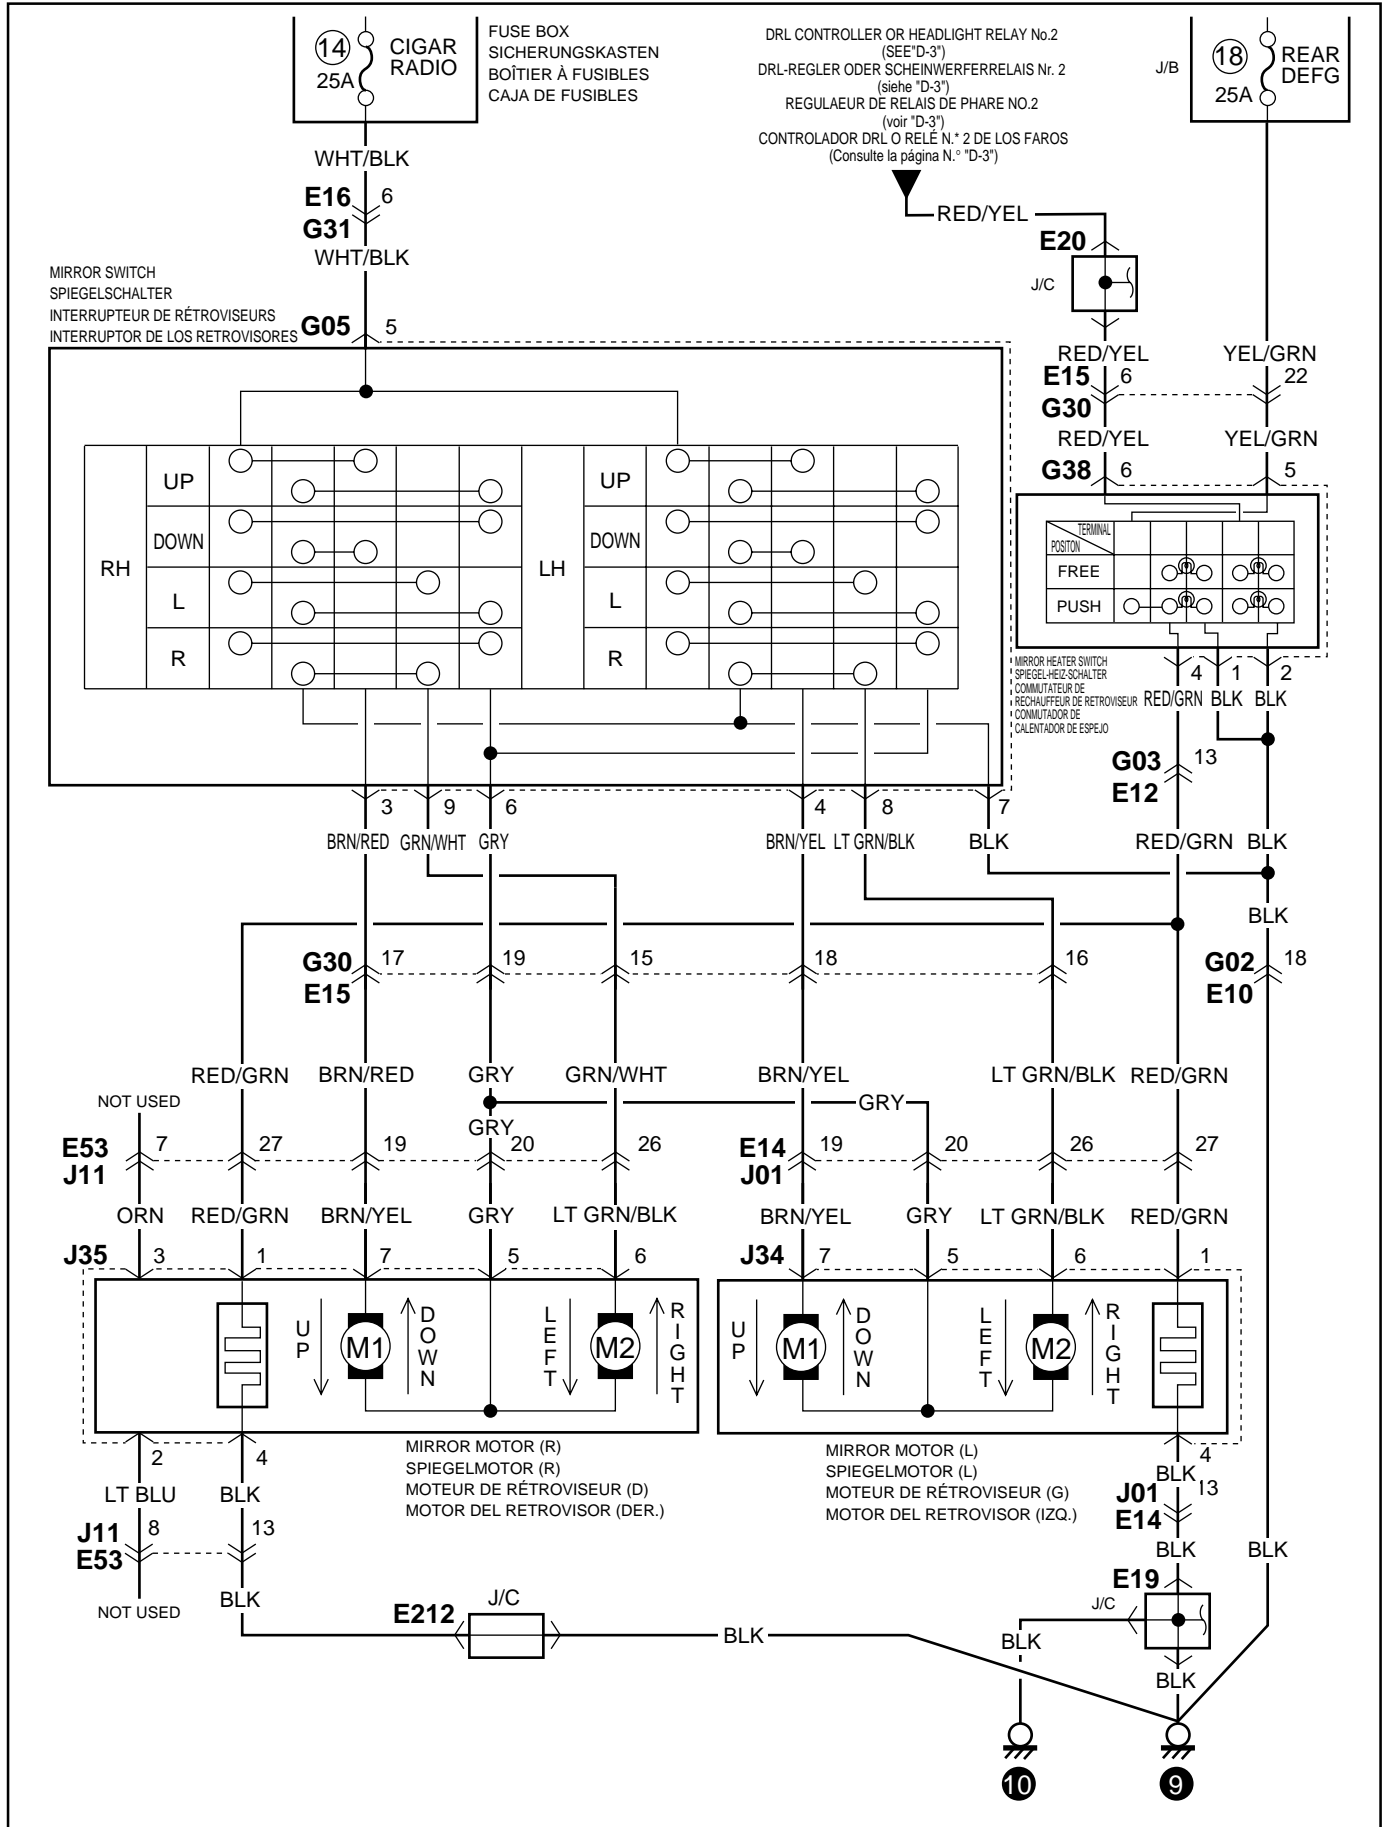 14
25A
CIGAR
RADIO
FUSE BOX
SICHERUNGSKASTEN
BOÎTIER À FUSIBLES
CAJA DE FUSIBLES
DRL CONTROLLER OR HEADLIGHT RELAY No.2
(SEE"D-3")
DRL-REGLER ODER SCHEINWERFERRELAIS Nr. 2
(siehe "D-3")
REGULAEUR DE RELAIS DE PHARE NO.2
(voir "D-3")
CONTROLADOR DRL O RELÉ N.* 2 DE LOS FAROS
(Consulte la página N.° "D-3")
J/B
18
25A
REAR
DEFG
WHT/BLK
E16 6
G31
WHT/BLK
RED/YEL
E20
J/C
MIRROR SWITCH
SPIEGELSCHALTER
INTERRUPTEUR DE RÉTROVISEURS
INTERRUPTOR DE LOS RETROVISORES
G05 5
RED/YEL YEL/GRN
E15 6 22
G30
RED/YEL YEL/GRN
G38 6 5
RH
UP
DOWN
L
R
LH
UP
DOWN
L
R
TERMINAL
POSITON
FREE
PUSH
MIRROR HEATER SWITCH
SPIEGEL-HEIZ-SCHALTER
COMMUTATEUR DE
RECHAUFFEUR DE RETROVISEUR
CONMUTADOR DE
CALENTADOR DE ESPEJO
4 1 2
RED/GRN BLK BLK
G03 13
E12
3 9 6 4 8 7
BRN/RED GRN/WHT GRY BRN/YEL LT GRN/BLK BLK RED/GRN BLK
BLK
G30 17 19 15 18 16
E15
G02 18
E10
RED/GRN BRN/RED GRY GRN/WHT BRN/YEL LT GRN/BLK RED/GRN
NOT USED
GRY
GRY
E53 7 27 19 20 26
J11
E14 19 20 26 27
J01
ORN RED/GRN BRN/YEL GRY LT GRN/BLK BRN/YEL GRY LT GRN/BLK RED/GRN
J35 3 1 7 5 6
J34 7 5 6 1
UP
M1
DOWN
LEFT
M2
RIGHT
UP
M1
DOWN
LEFT
M2
RIGHT
2 4
MIRROR MOTOR (R)
SPIEGELMOTOR (R)
MOTEUR DE RÉTROVISEUR (D)
MOTOR DEL RETROVISOR (DER.)
MIRROR MOTOR (L)
SPIEGELMOTOR (L)
MOTEUR DE RÉTROVISEUR (G)
MOTOR DEL RETROVISOR (IZQ.)
4
BLK
J01 13
E14
BLK
BLK
LT BLU BLK
J11 8 13
E53
NOT USED
BLK
E212
J/C
BLK
E19
J/C
BLK
BLK
10
9